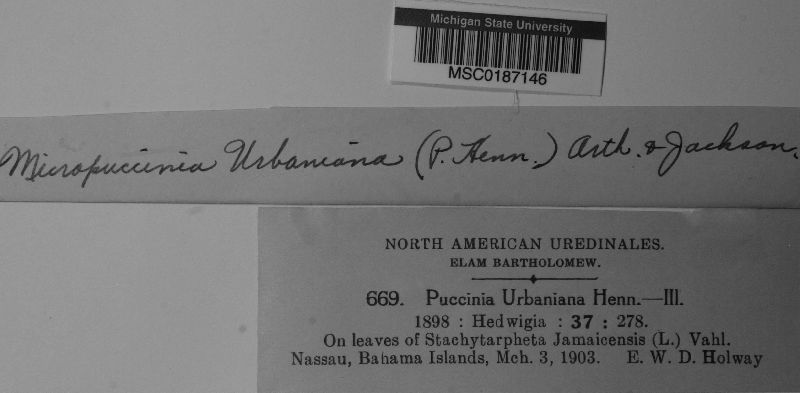 Michigan State University
MSC0187146
Micropuccinia Urbaniana (P. Henn.) Arth. & Jackson.
NORTH AMERICAN UREDINALES.
ELAM BARTHOLOMEW.
669. Puccinia Urbaniana Henn.—III.
1898 : Hedwigia : 37 : 278.
On leaves of Stachytarpheta Jamaicensis (L.) Vahl.
Nassau, Bahama Islands, Mch. 3, 1903. E. W. D. Holway